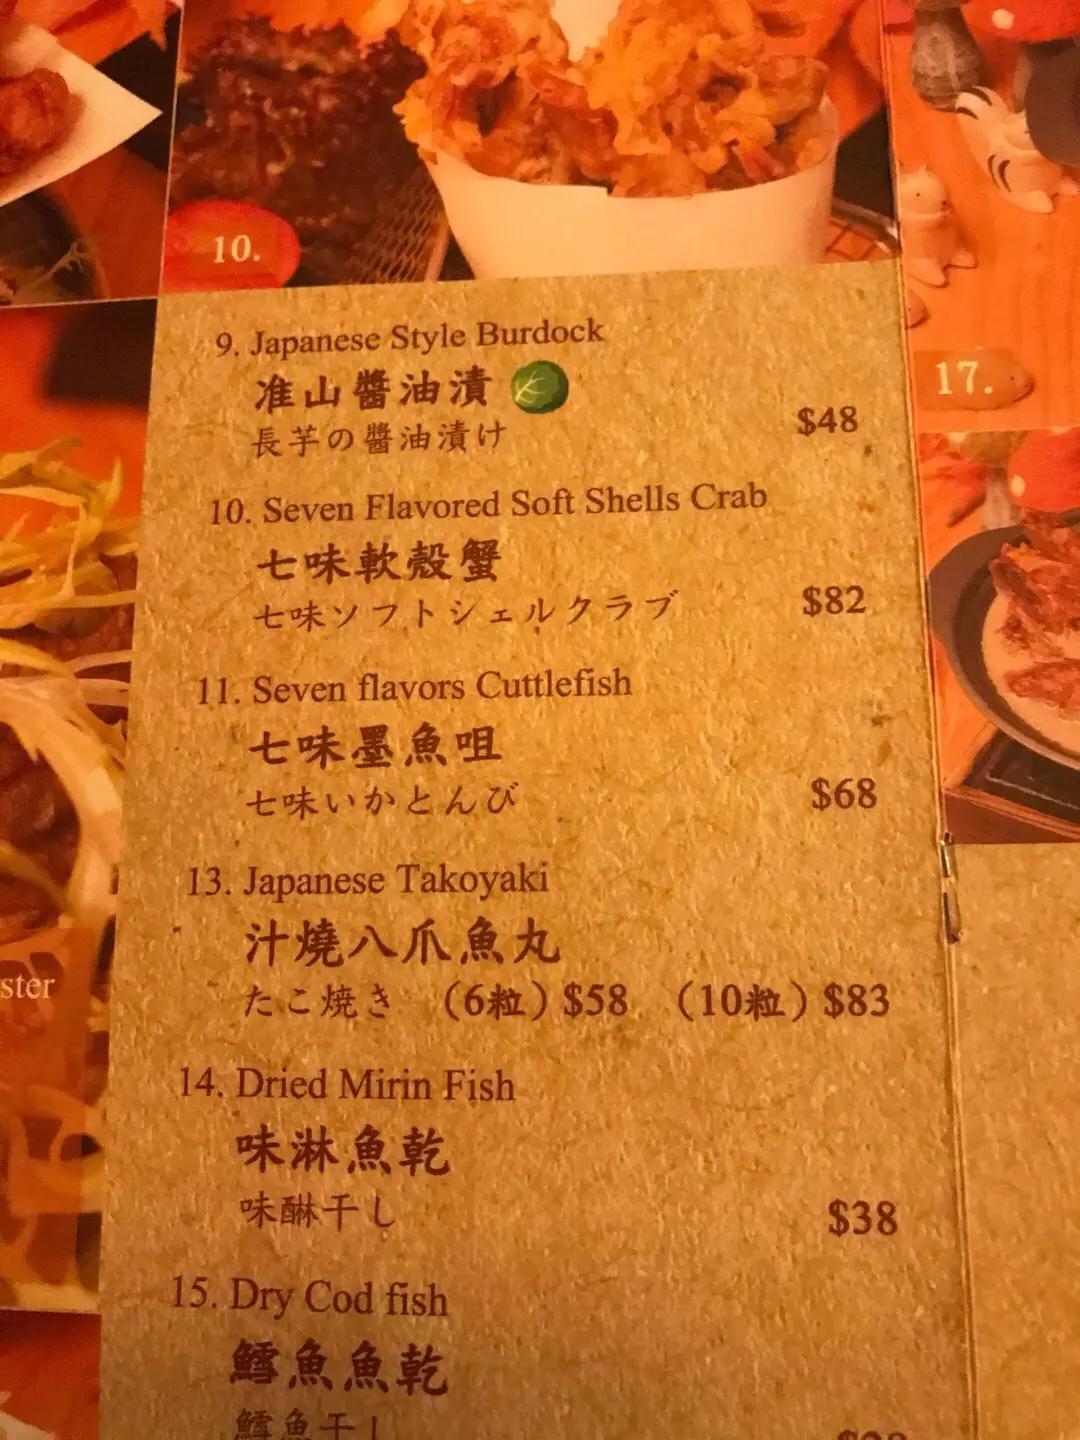 10.
17.
9. Japanese Style Burdock
准山醬油漬
長芋の醬油漬け
$48
10. Seven Flavored Soft Shells Crab
七味軟殼蟹
七味ソフトシェルクラブ
$82
11. Seven flavors Cuttlefish
七味墨魚咀
七味いかとんび
$68
13. Japanese Takoyaki
汁燒八爪魚丸
たこ焼き (6粒) $58 (10粒) $83
14. Dried Mirin Fish
味淋魚乾
味醂干し
$38
15. Dry Cod fish
鱈魚魚乾
鱈魚干し
ster